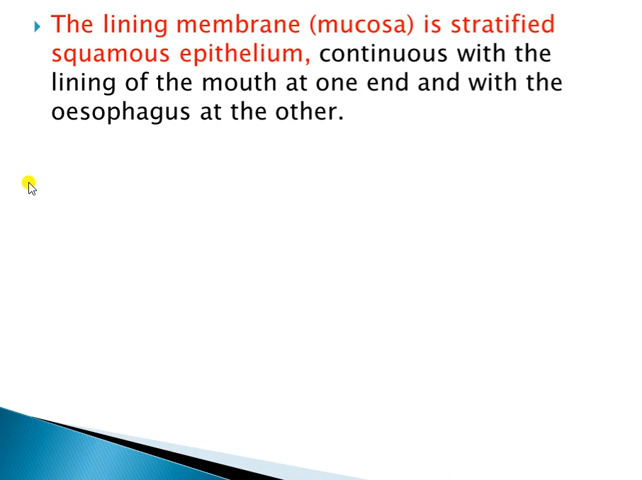 The lining membrane (mucosa) is stratified
squamous epithelium, continuous with the
lining of the mouth at one end and with the
oesophagus at the other.